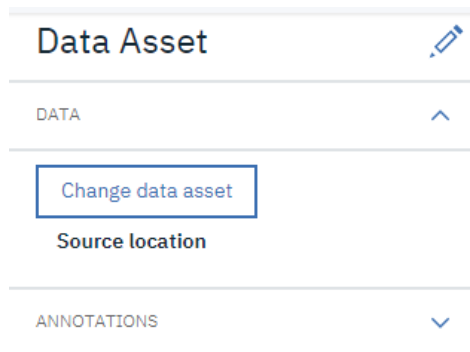 Data Asset
DATA
Change data asset
Source location
ANNOTATIONS